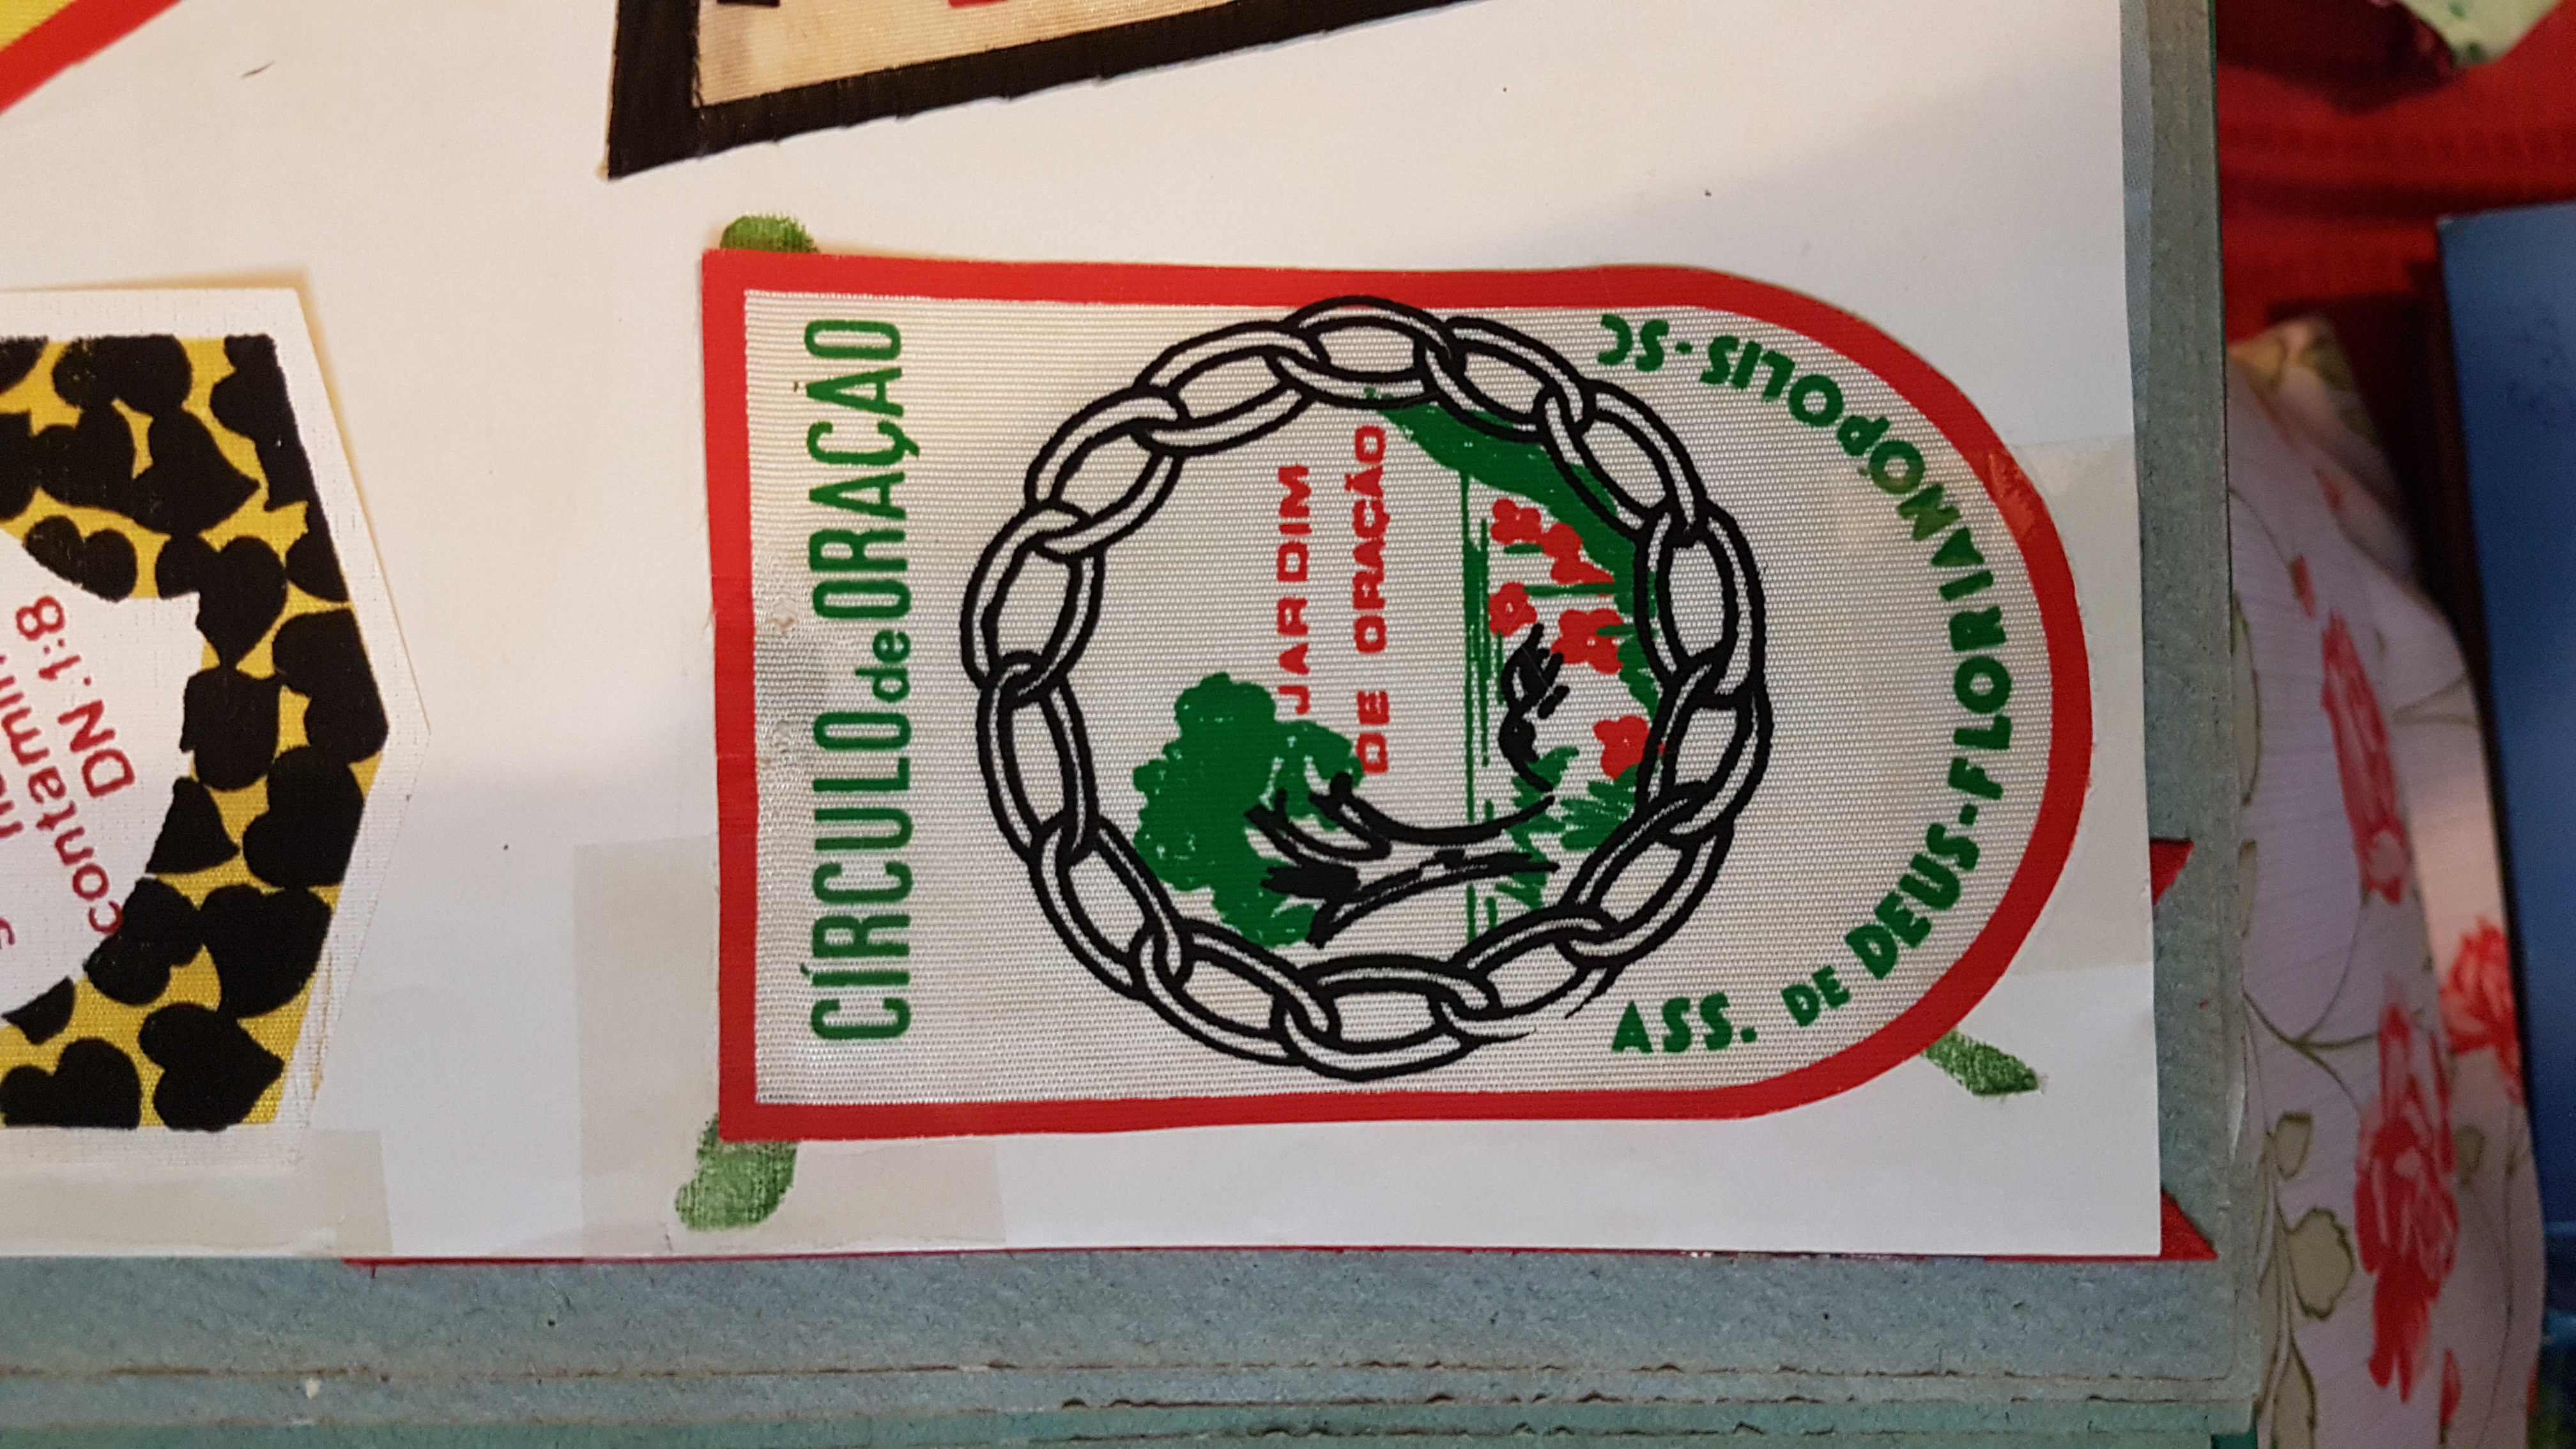 CÍRCULO de ORAÇÃO
JARDIM
DE ORAÇÃO
ASS. DE DEUS-FLORIANÓPOLIS-SC
DN.1:8